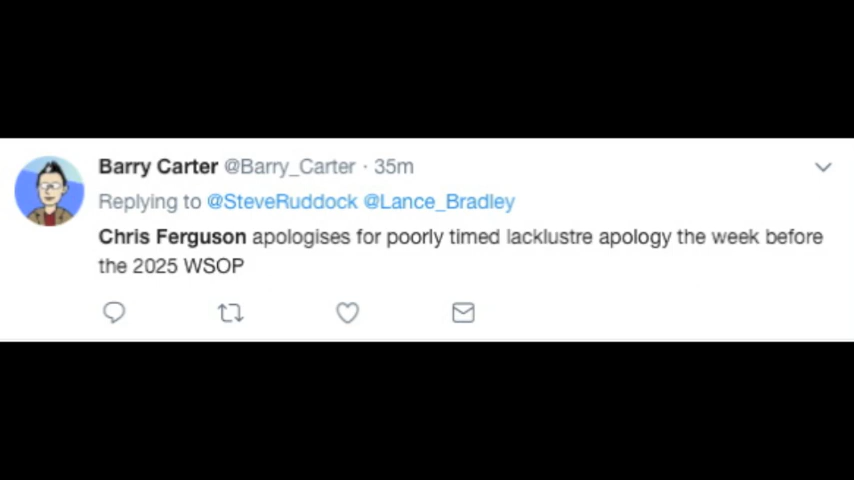 Barry Carter @Barry_Carter · 35m
Replying to @SteveRuddock @Lance_Bradley
Chris Ferguson apologises for poorly timed lacklustre apology the week before
the 2025 WSOP